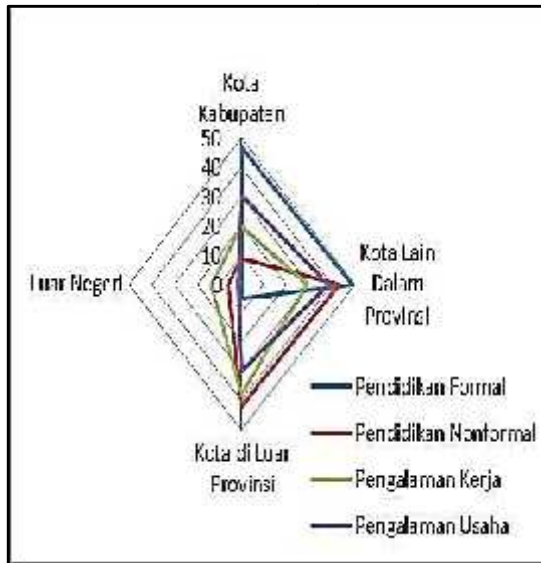 Kota
Kabupaten
50
40
30
20
10
0
Luar Negeri
Kota Lain
Dalam
Provinsi
Kota di Luar
Provinsi
Pendidikan Formal
Pendidikan Nonformal
Pengalaman Kerja
Pengalaman Usaha